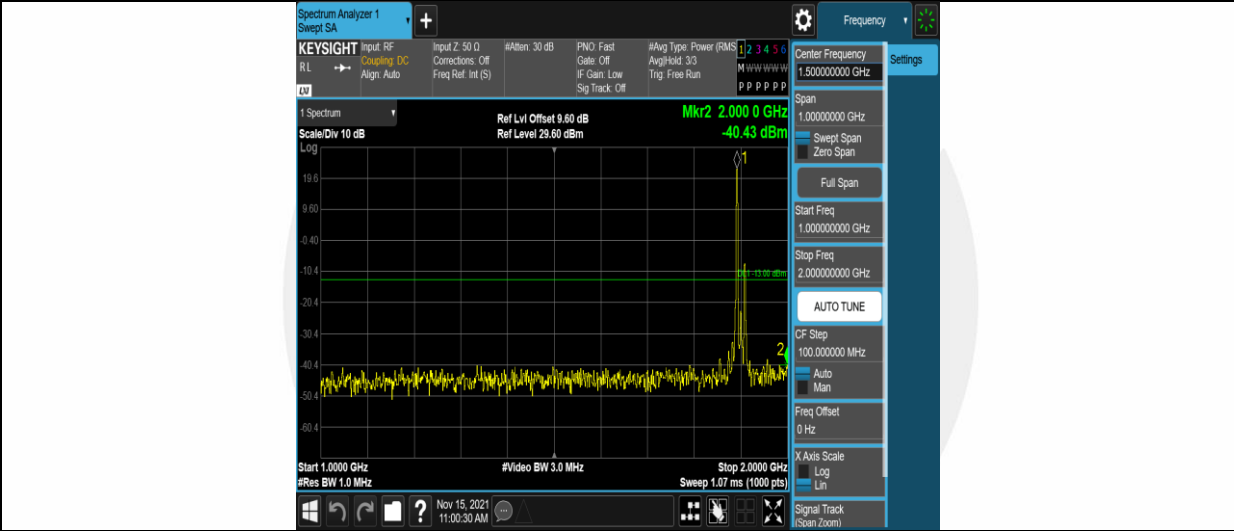 Spectrum Analyzer 1
Swept SA
+
Frequency
KEYSIGHT
RL
LXI
Input: RF
Coupling: DC
Align: Auto
Input Z: 50 Ω
Corrections: Off
Freq Ref: Int (S)
#Atten: 30 dB
PNO: Fast
Gate: Off
IF Gain: Low
Sig Track: Off
#Avg Type: Power (RMS
Avg|Hold: 3/3
Trig: Free Run
1 2 3 4 5 6
M W W W W W
P P P P P P
1 Spectrum
Scale/Div 10 dB
Ref Lvl Offset 9.60 dB
Ref Level 29.60 dBm
Mkr2 2.000 0 GHz
-40.43 dBm
Log
1
19.6
9.60
-0.40
-10.4
DL1 -13.00 dBm
-20.4
-30.4
2
-40.4
-50.4
-60.4
Start 1.0000 GHz
#Video BW 3.0 MHz
Stop 2.0000 GHz
#Res BW 1.0 MHz
Sweep 1.07 ms (1000 pts)
Center Frequency
1.500000000 GHz
Settings
Span
1.00000000 GHz
Swept Span
Zero Span
Full Span
Start Freq
1.000000000 GHz
Stop Freq
2.000000000 GHz
AUTO TUNE
CF Step
100.000000 MHz
Auto
Man
Freq Offset
0 Hz
X Axis Scale
Log
Lin
Signal Track
(Span Zoom)
?
Nov 15, 2021
11:00:30 AM